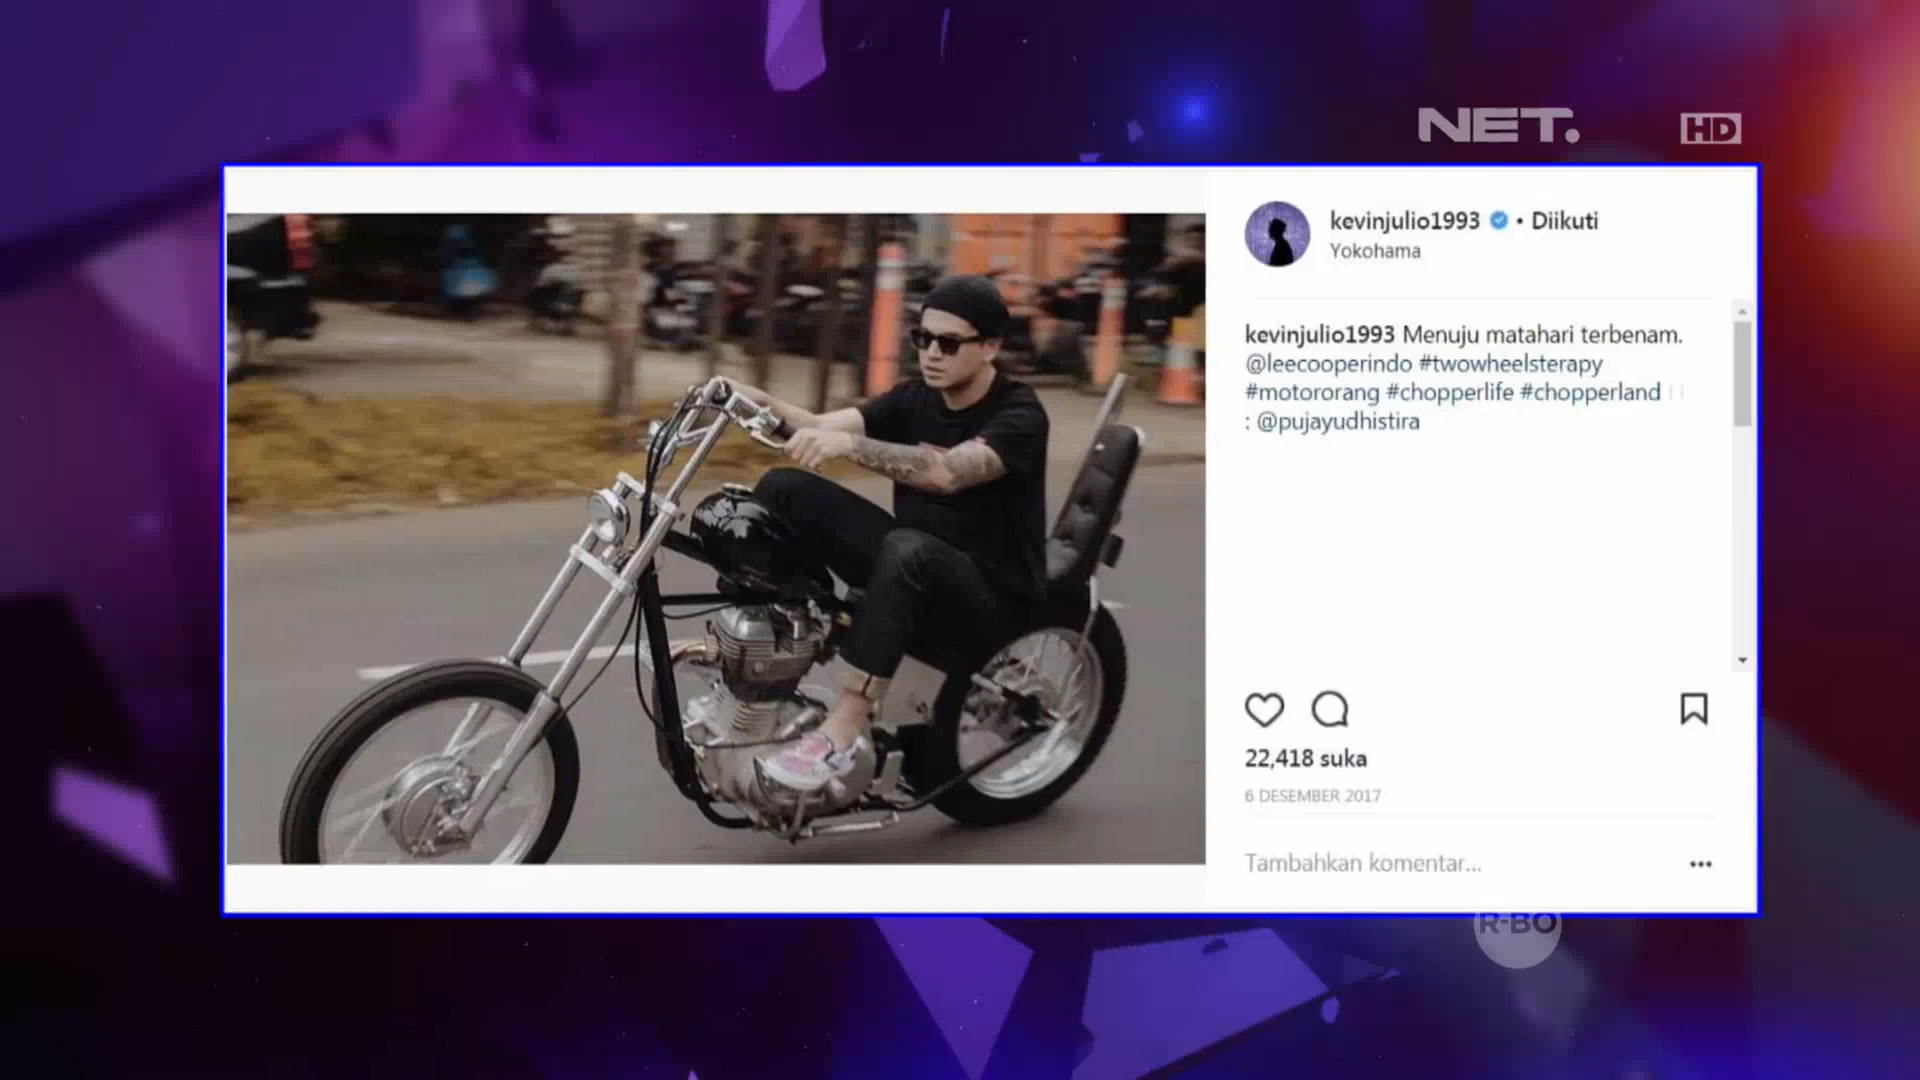 NET.
HD
kevinjulio1993 • Diikuti
Yokohama
kevinjulio1993 Menuju matahari terbenam.
@leecooperindo #twowheelsterapy
#motororang #chopperlife #chopperland
: @pujayudhistira
22,418 suka
6 DESEMBER 2017
Tambahkan komentar...
R-BO